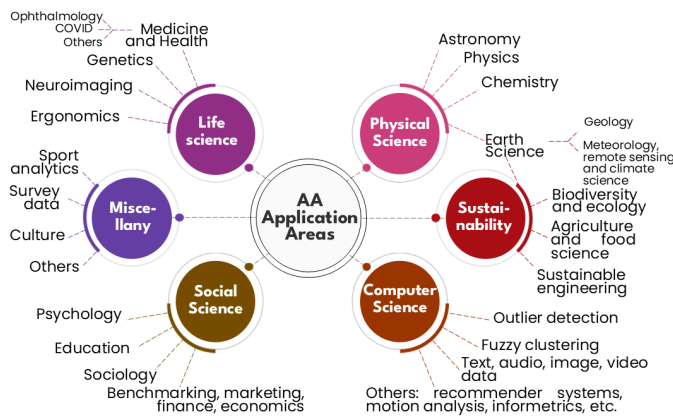 Ophthalmology
COVID
Others
Medicine
and Health
Genetics
Neuroimaging
Ergonomics
Life
science
Astronomy
Physics
Chemistry
Earth
Science
Geology
Meteorology,
remote sensing
and climate
science
Physical
Science
Sport
analytics
Survey
data
Culture
Others
Misce-
llany
AA
Application
Areas
Sustai-
nability
Biodiversity
and ecology
Agriculture
and food
science
Sustainable
engineering
Social
Science
Psychology
Education
Sociology
Benchmarking, marketing,
finance, economics
Computer
Science
Outlier detection
Fuzzy clustering
Text, audio, image, video
data
Others: recommender systems,
motion analysis, informetrics, etc.